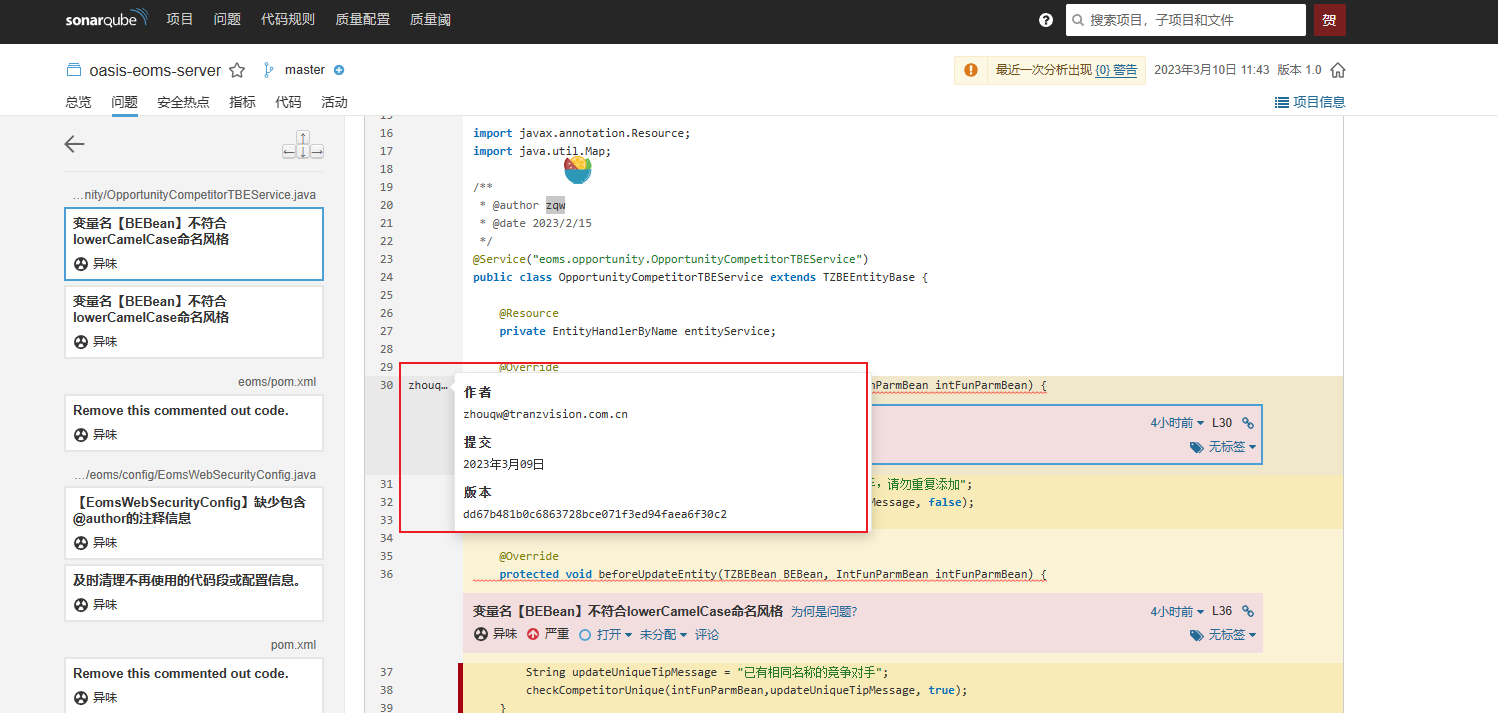 sonarqube 项目 问题 代码规则 质量配置 质量阈 ? 搜索项目，子项目和文件 贺
oasis-eoms-server master 最近一次分析出现 {0} 警告 2023年3月10日 11:43 版本 1.0
总览 问题 安全热点 指标 代码 活动 项目信息
…nity/OpportunityCompetitorTBEService.java
变量名【BEBean】不符合
lowerCamelCase命名风格
异味
变量名【BEBean】不符合
lowerCamelCase命名风格
异味
eoms/pom.xml
Remove this commented out code.
异味
…/eoms/config/EomsWebSecurityConfig.java
【EomsWebSecurityConfig】缺少包含
@author的注释信息
异味
及时清理不再使用的代码段或配置信息。
异味
pom.xml
Remove this commented out code.
异味
15
16 import javax.annotation.Resource;
17 import java.util.Map;
18
19 /**
20 * @author zqw
21 * @date 2023/2/15
22 */
23 @Service("eoms.opportunity.OpportunityCompetitorTBEService")
24 public class OpportunityCompetitorTBEService extends TZBEEntityBase {
25
26 @Resource
27 private EntityHandlerByName entityService;
28
29 @Override
30 zhouq… nParmBean intFunParmBean) {
作者
zhouqw@tranzvision.com.cn
提交
2023年3月09日
版本
dd67b481b0c6863728bce071f3ed94faea6f30c2
4小时前 L30
无标签
31 ，请勿重复添加";
32 Message, false);
33
34
35 @Override
36 protected void beforeUpdateEntity(TZBEBean BEBean, IntFunParmBean intFunParmBean) {
变量名【BEBean】不符合lowerCamelCase命名风格 为何是问题? 4小时前 L36
异味 严重 打开 未分配 评论 无标签
37 String updateUniqueTipMessage = "已有相同名称的竞争对手";
38 checkCompetitorUnique(intFunParmBean,updateUniqueTipMessage, true);
39 }